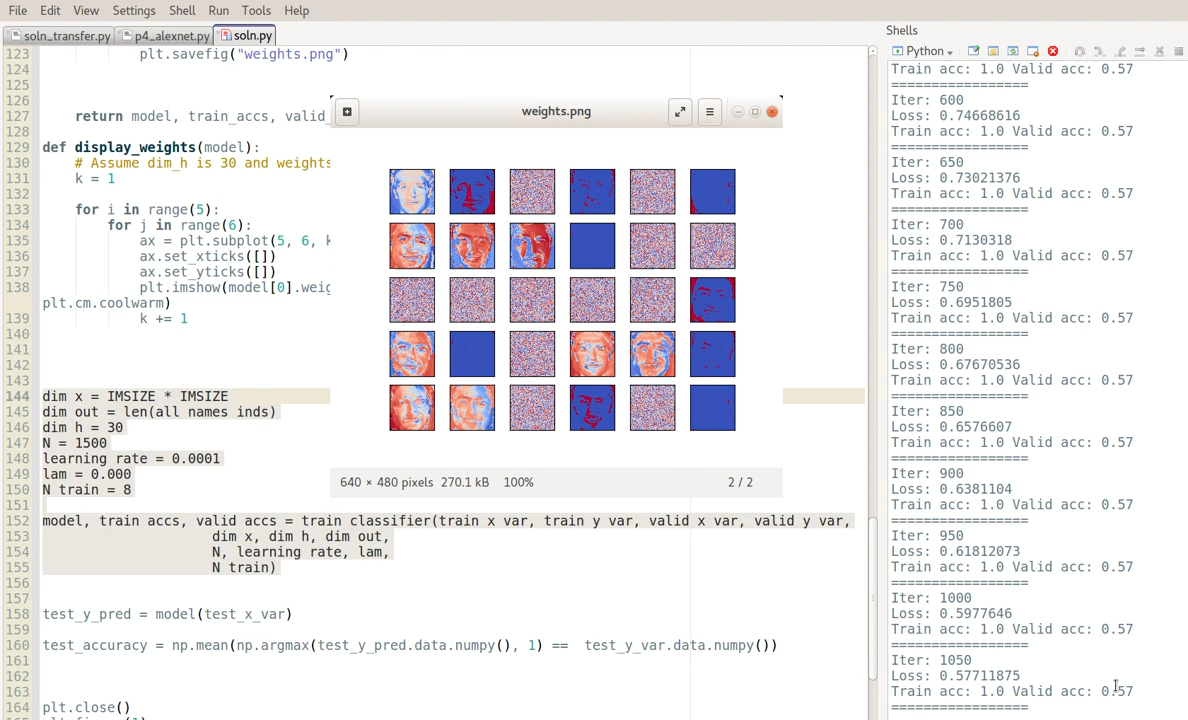 File Edit View Settings Shell Run Tools Help
soln_transfer.py p4_alexnet.py soln.py
123 plt.savefig("weights.png")
124
125
126
127 return model, train_accs, valid_
128
129 def display_weights(model):
130 # Assume dim_h is 30 and weights
131 k = 1
132
133 for i in range(5):
134 for j in range(6):
135 ax = plt.subplot(5, 6, k
136 ax.set_xticks([])
137 ax.set_yticks([])
138 plt.imshow(model[0].weig
plt.cm.coolwarm)
139 k += 1
140
141
142
143
144 dim_x = IMSIZE * IMSIZE
145 dim_out = len(all_names_inds)
146 dim_h = 30
147 N = 1500
148 learning_rate = 0.0001
149 lam = 0.000
150 N_train = 8
151
152 model, train_accs, valid_accs = train_classifier(train_x_var, train_y_var, valid_x_var, valid_y_var,
153 dim_x, dim_h, dim_out,
154 N, learning_rate, lam,
155 N_train)
156
157
158 test_y_pred = model(test_x_var)
159
160 test_accuracy = np.mean(np.argmax(test_y_pred.data.numpy(), 1) == test_y_var.data.numpy())
161
162
163
164 plt.close()
weights.png
640 × 480 pixels 270.1 kB 100% 2 / 2
Shells
Python
Train acc: 1.0 Valid acc: 0.57
=================
Iter: 600
Loss: 0.74668616
Train acc: 1.0 Valid acc: 0.57
=================
Iter: 650
Loss: 0.73021376
Train acc: 1.0 Valid acc: 0.57
=================
Iter: 700
Loss: 0.7130318
Train acc: 1.0 Valid acc: 0.57
=================
Iter: 750
Loss: 0.6951805
Train acc: 1.0 Valid acc: 0.57
=================
Iter: 800
Loss: 0.67670536
Train acc: 1.0 Valid acc: 0.57
=================
Iter: 850
Loss: 0.6576607
Train acc: 1.0 Valid acc: 0.57
=================
Iter: 900
Loss: 0.6381104
Train acc: 1.0 Valid acc: 0.57
=================
Iter: 950
Loss: 0.61812073
Train acc: 1.0 Valid acc: 0.57
=================
Iter: 1000
Loss: 0.5977646
Train acc: 1.0 Valid acc: 0.57
=================
Iter: 1050
Loss: 0.57711875
Train acc: 1.0 Valid acc: 0.57
=================